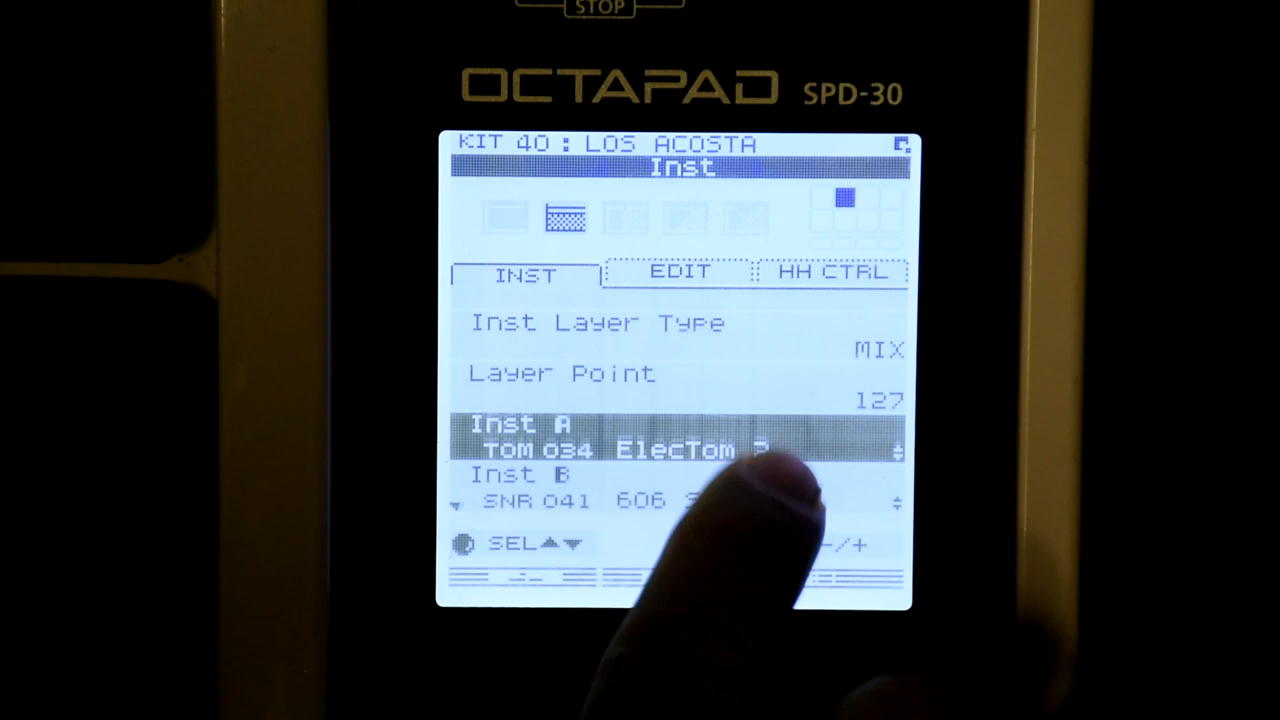 STOP
OCTAPAD SPD-30
KIT 40 : LOS ACOSTA
Inst
INST EDIT HH CTRL
Inst Layer Type
MIX
Layer Point
127
Inst A
TOM 034 ElecTom
Inst B
SNR 041 606
SEL▲▼ -/+